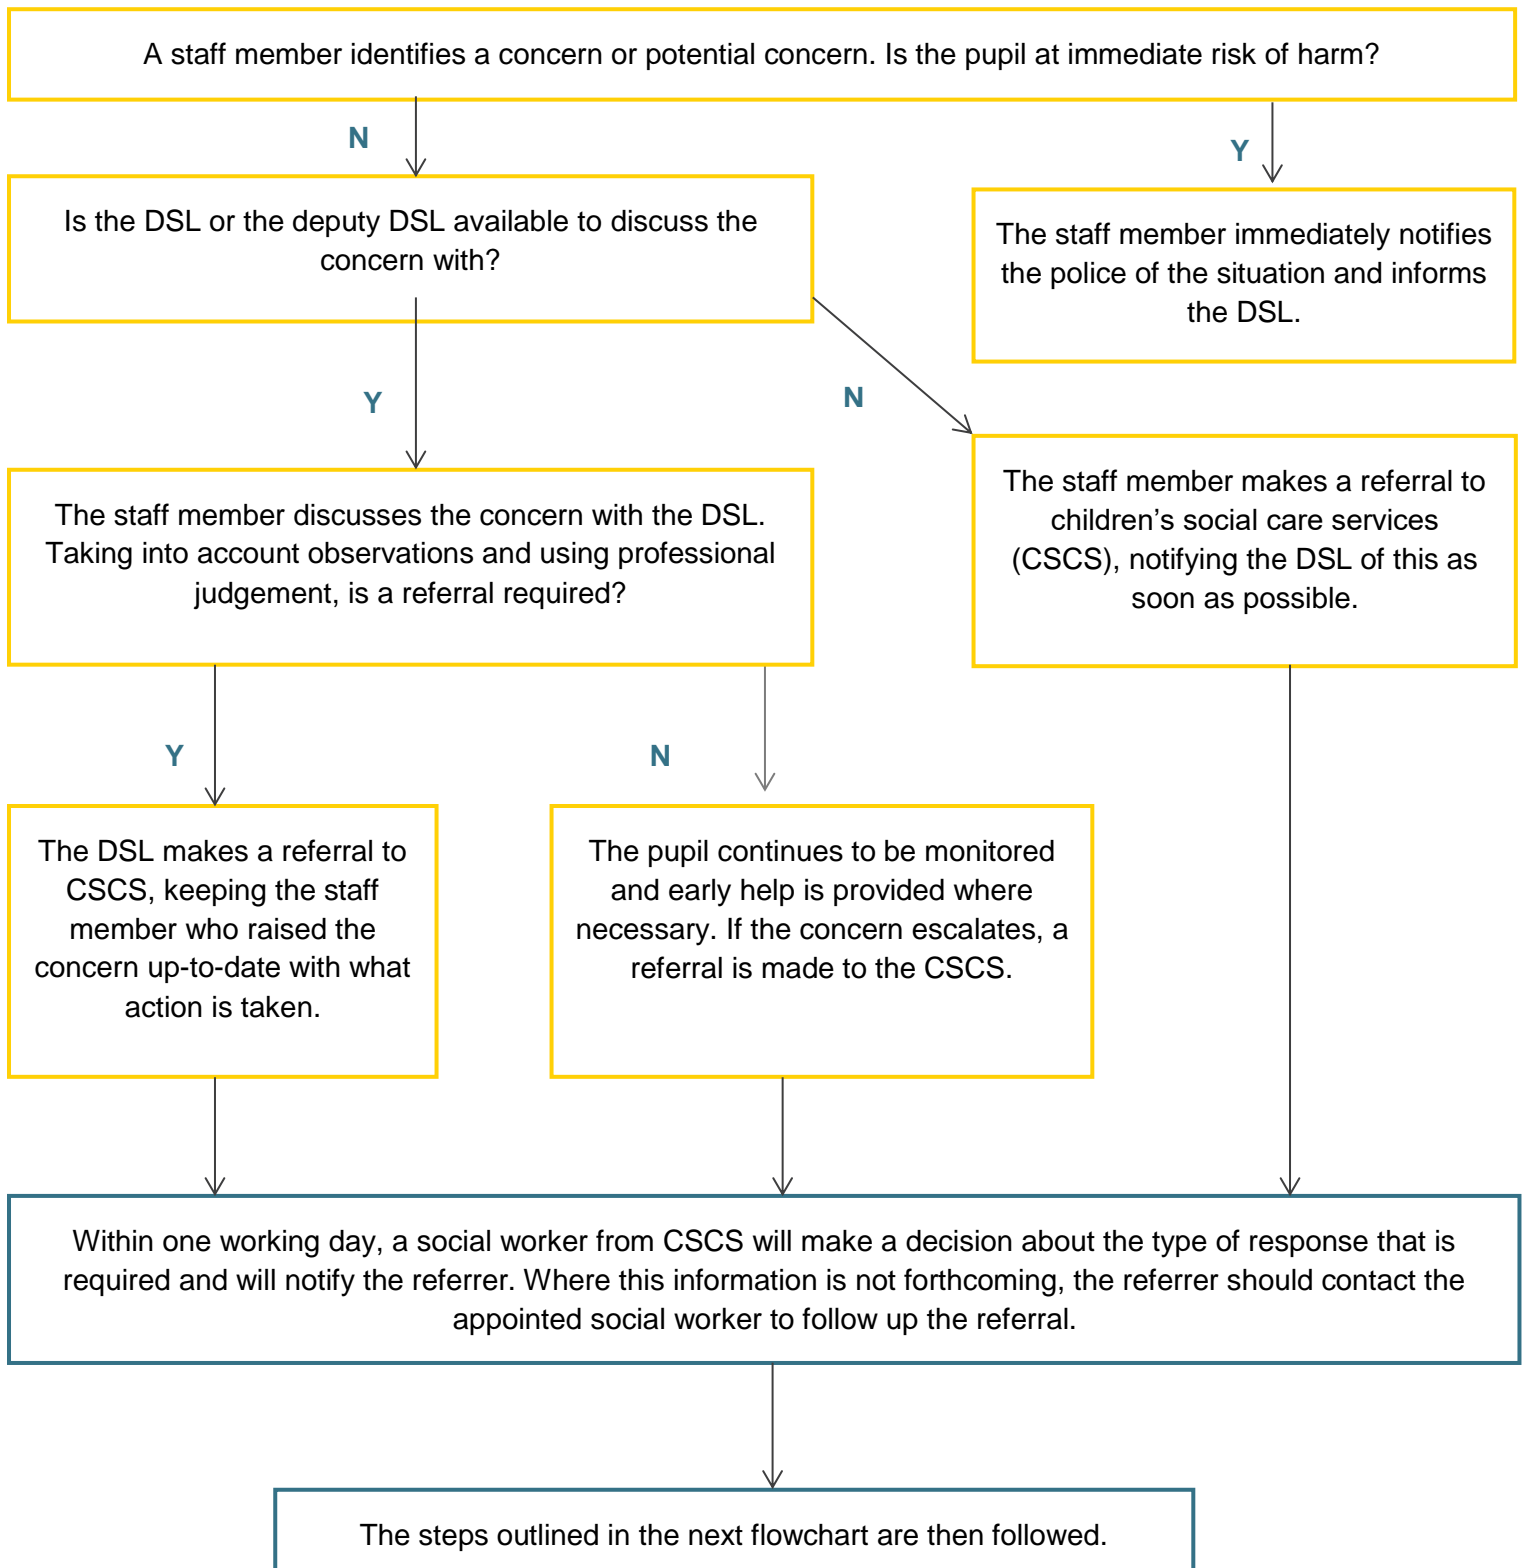 A staff member identifies a concern or potential concern. Is the pupil at immediate risk of harm?
N
Y
Is the DSL or the deputy DSL available to discuss the
concern with?
The staff member immediately notifies
the police of the situation and informs
the DSL.
Y
N
The staff member discusses the concern with the DSL.
Taking into account observations and using professional
judgement, is a referral required?
The staff member makes a referral to
children’s social care services
(CSCS), notifying the DSL of this as
soon as possible.
Y
N
The DSL makes a referral to
CSCS, keeping the staff
member who raised the
concern up-to-date with what
action is taken.
The pupil continues to be monitored
and early help is provided where
necessary. If the concern escalates, a
referral is made to the CSCS.
Within one working day, a social worker from CSCS will make a decision about the type of response that is
required and will notify the referrer. Where this information is not forthcoming, the referrer should contact the
appointed social worker to follow up the referral.
The steps outlined in the next flowchart are then followed.